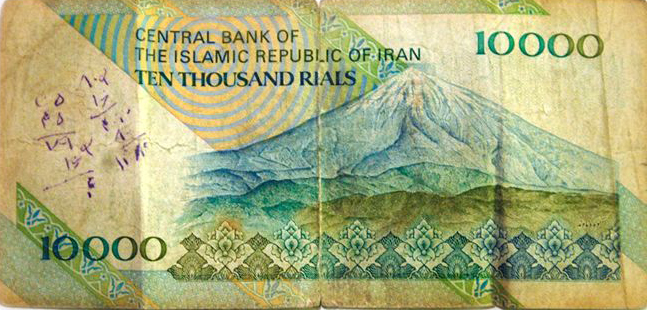 CENTRAL BANK OF
THE ISLAMIC REPUBLIC OF IRAN
TEN THOUSAND RIALS
10000
10000